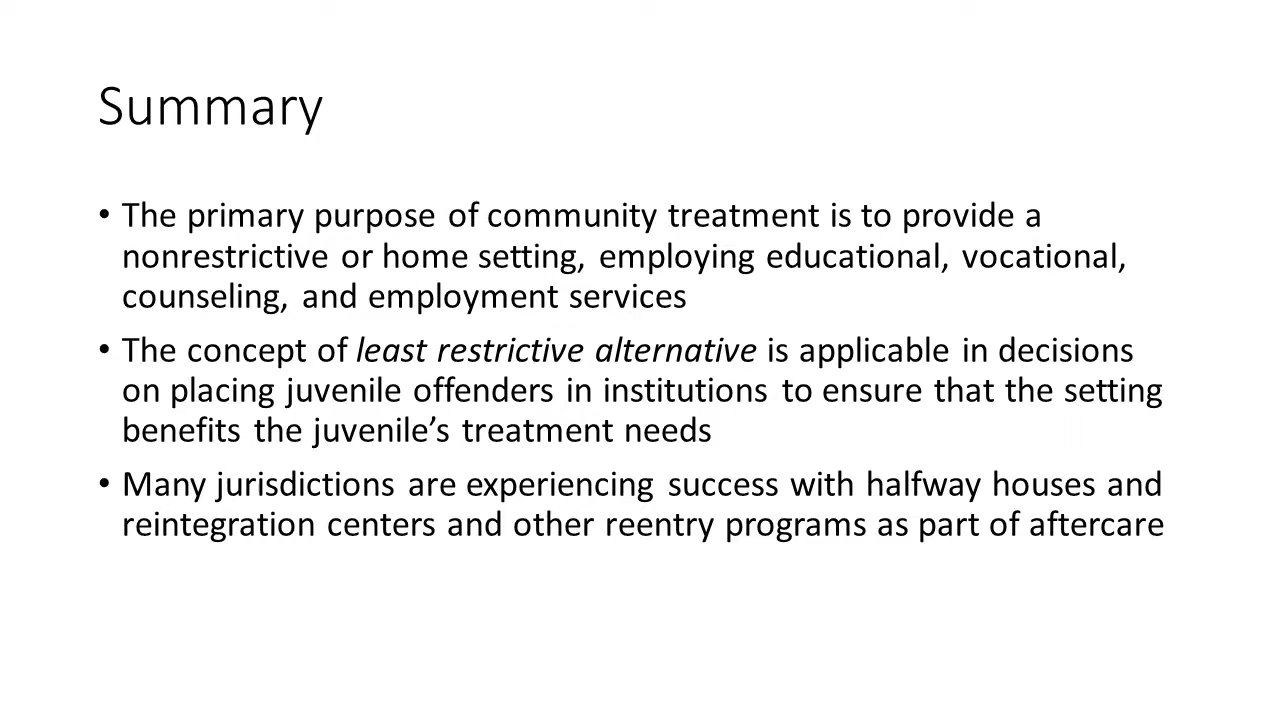 Summary
• The primary purpose of community treatment is to provide a
nonrestrictive or home setting, employing educational, vocational,
counseling, and employment services
• The concept of least restrictive alternative is applicable in decisions
on placing juvenile offenders in institutions to ensure that the setting
benefits the juvenile’s treatment needs
• Many jurisdictions are experiencing success with halfway houses and
reintegration centers and other reentry programs as part of aftercare